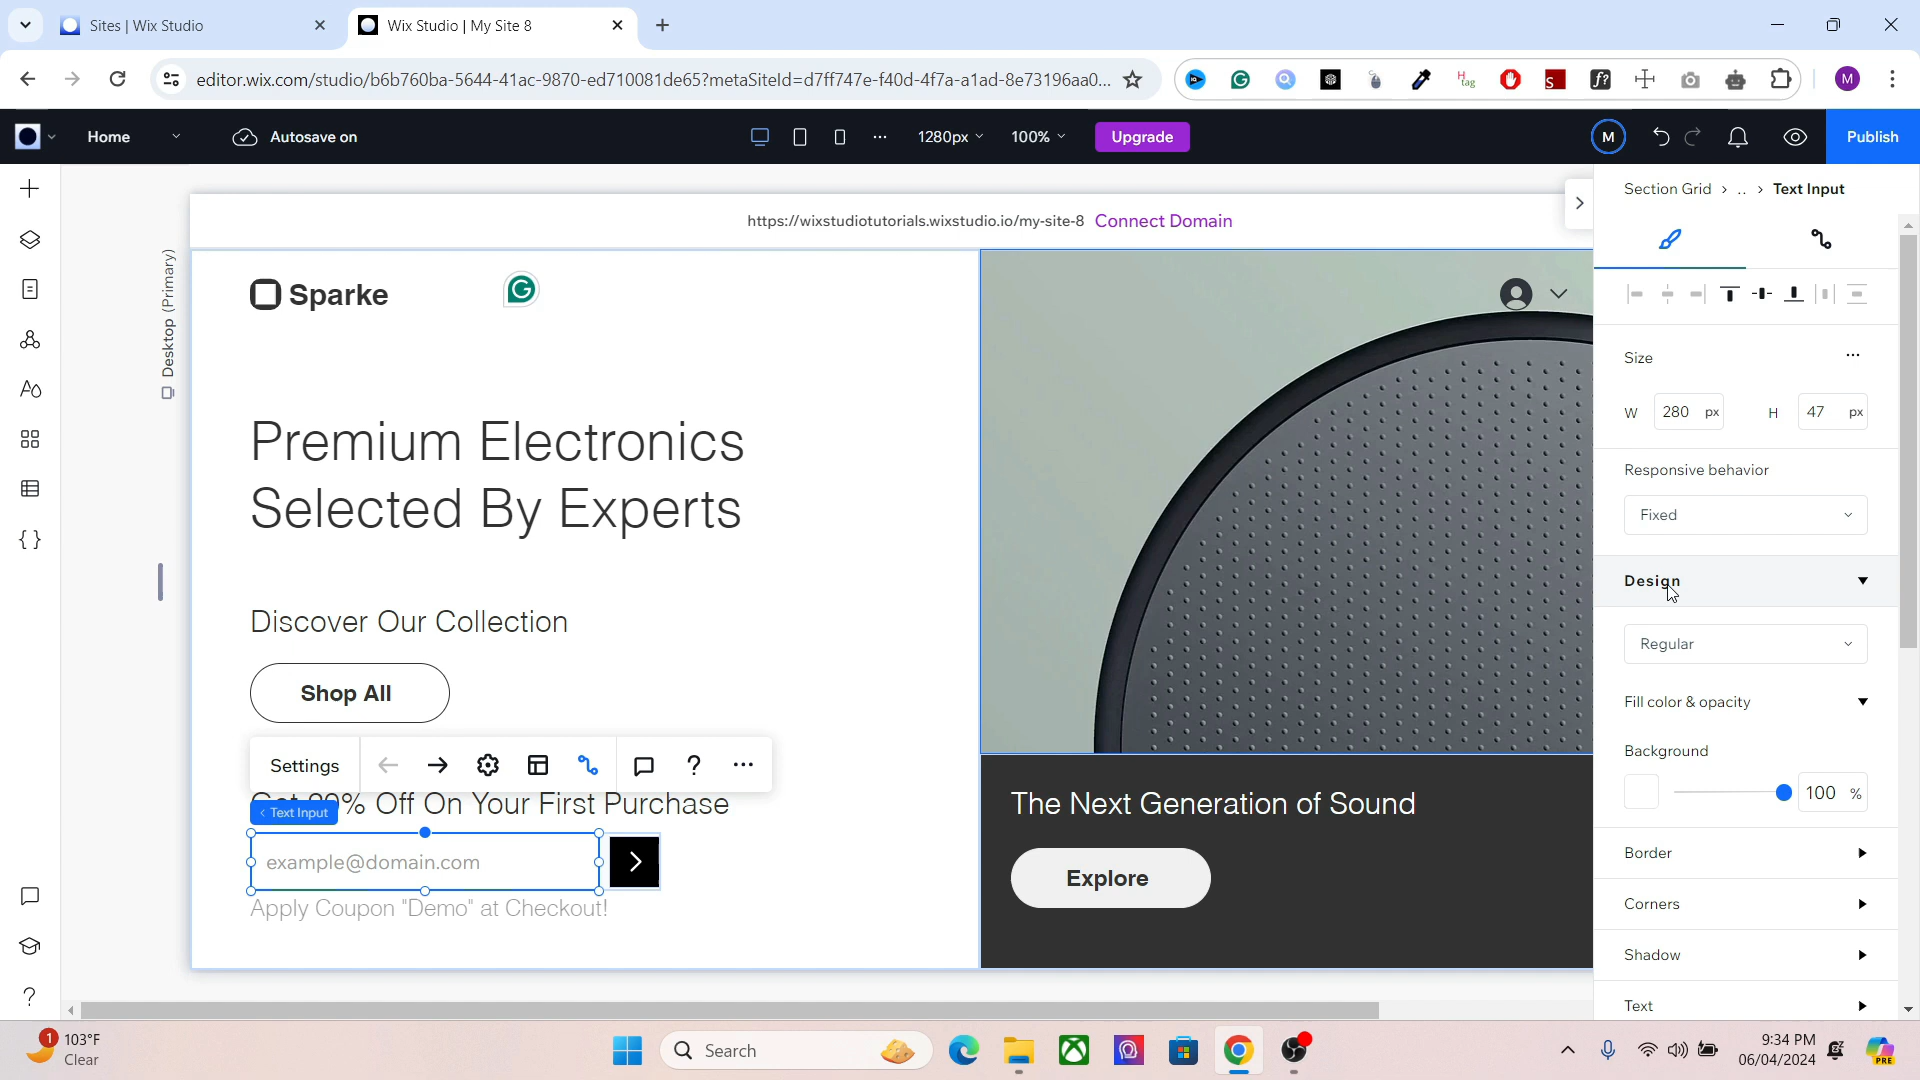 Sites | Wix Studio
Wix Studio | My Site 8
editor.wix.com/studio/b6b760ba-5644-41ac-9870-ed710081de65?metaSiteId=d7ff747e-f40d-4f7a-a1ad-8e73196aa0...
M
Home
Autosave on
1280px
100%
Upgrade
M
Publish
Section Grid > .. > Text Input
https://wixstudiotutorials.wixstudio.io/my-site-8 Connect Domain
Desktop (Primary)
Sparke
Premium Electronics
Selected By Experts
Discover Our Collection
Shop All
Settings
Off On Your First Purchase
Text Input
example@domain.com
Apply Coupon "Demo" at Checkout!
The Next Generation of Sound
Explore
Size
W 280 px H 47 px
Responsive behavior
Fixed
Design
Regular
Fill color & opacity
Background
100 %
Border
Corners
Shadow
Text
1
103°F
Clear
Search
9:34 PM
06/04/2024
PRE